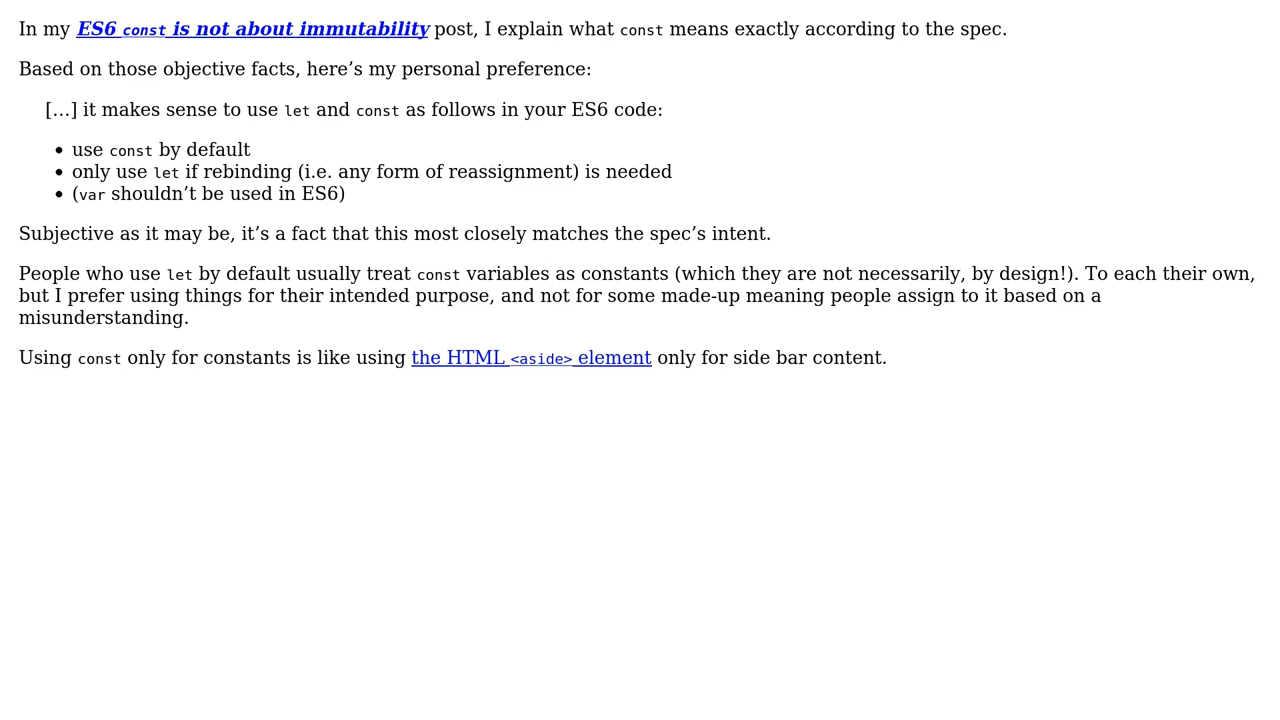 In my ES6 const is not about immutability post, I explain what const means exactly according to the spec.
Based on those objective facts, here’s my personal preference:
[…] it makes sense to use let and const as follows in your ES6 code:
• use const by default
• only use let if rebinding (i.e. any form of reassignment) is needed
• (var shouldn’t be used in ES6)
Subjective as it may be, it’s a fact that this most closely matches the spec’s intent.
People who use let by default usually treat const variables as constants (which they are not necessarily, by design!). To each their own,
but I prefer using things for their intended purpose, and not for some made-up meaning people assign to it based on a
misunderstanding.
Using const only for constants is like using the HTML <aside> element only for side bar content.